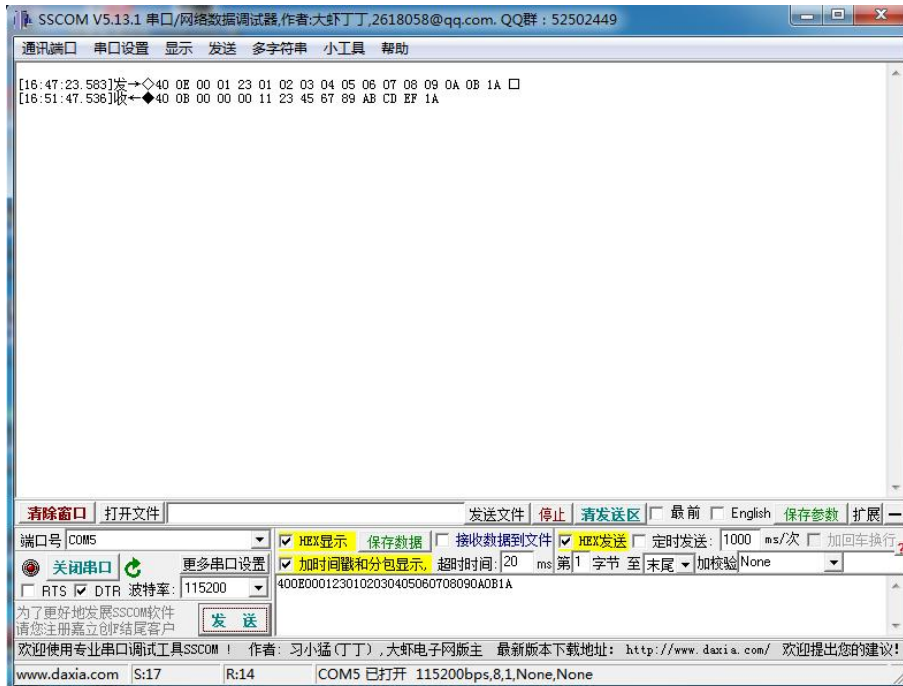 SSCOM V5.13.1 串口/网络数据调试器,作者:大虾丁丁,2618058@qq.com. QQ群：52502449
通讯端口 串口设置 显示 发送 多字符串 小工具 帮助
[16:47:23.583]发→◇40 0E 00 01 23 01 02 03 04 05 06 07 08 09 0A 0B 1A □
[16:51:47.536]收←◆40 0B 00 00 00 11 23 45 67 89 AB CD EF 1A
清除窗口 打开文件 发送文件 停止 清发送区 最前 English 保存参数 扩展 —
端口号 COM5 HEX显示 保存数据 接收数据到文件 HEX发送 定时发送: 1000 ms/次 加回车换行
关闭串口 更多串口设置 加时间戳和分包显示, 超时时间: 20 ms 第1 字节 至 末尾 加校验None
RTS DTR 波特率: 115200 400E0001230102030405060708090A0B1A
为了更好地发展SSCOM软件
请您注册嘉立创F结尾客户
发 送
欢迎使用专业串口调试工具SSCOM ! 作者: 习小猛(丁丁),大虾电子网版主 最新版本下载地址: http://www.daxia.com/ 欢迎提出您的建议!
www.daxia.com S:17 R:14 COM5 已打开 115200bps,8,1,None,None